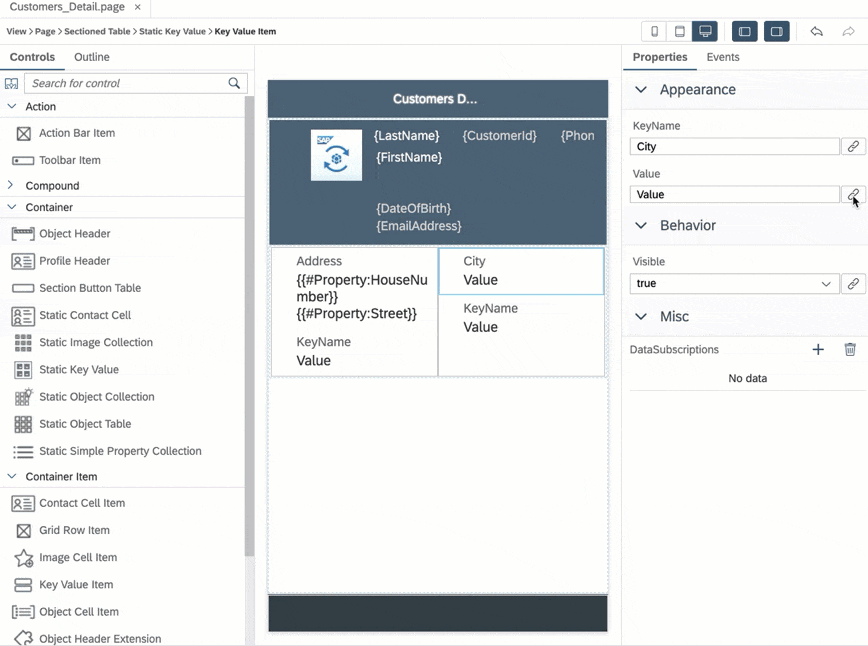 Customers_Detail.page ×
View > Page > Sectioned Table > Static Key Value > Key Value Item
Controls Outline
Search for control
Action
Action Bar Item
Toolbar Item
Compound
Container
Object Header
Profile Header
Section Button Table
Static Contact Cell
Static Image Collection
Static Key Value
Static Object Collection
Static Object Table
Static Simple Property Collection
Container Item
Contact Cell Item
Grid Row Item
Image Cell Item
Key Value Item
Object Cell Item
Object Header Extension
Customers D...
SAP
{LastName} {CustomerId} {Phon
{FirstName}
{DateOfBirth}
{EmailAddress}
Address
{{#Property:HouseNu
mber}}
{{#Property:Street}}
KeyName
Value
City
Value
KeyName
Value
Properties Events
Appearance
KeyName
City
Value
Value
Behavior
Visible
true
Misc
DataSubscriptions
No data